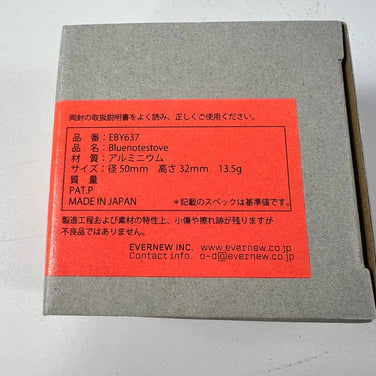 同封の取扱説明書をよく読み、正しくご使用ください。
品　番：EBY637
品　名：Bluenotestove
材　質：アルミニウム
サイズ：径 50mm　高さ 32mm　13.5g
質　量
PAT.P
MADE IN JAPAN　＊記載のスペックは基準値です。
製造工程および素材の特性上、小傷や擦れ跡が残りますが
不良品ではありません。
EVERNEW INC.　www.evernew.co.jp
Contact info.　o-d@evernew.co.jp